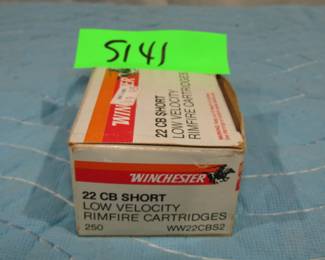 5141
WINCHESTER
22 CB SHORT
LOW VELOCITY
RIMFIRE CARTRIDGES
WINCHESTER
22 CB SHORT
LOW VELOCITY
RIMFIRE CARTRIDGES
250 WW22CBS2